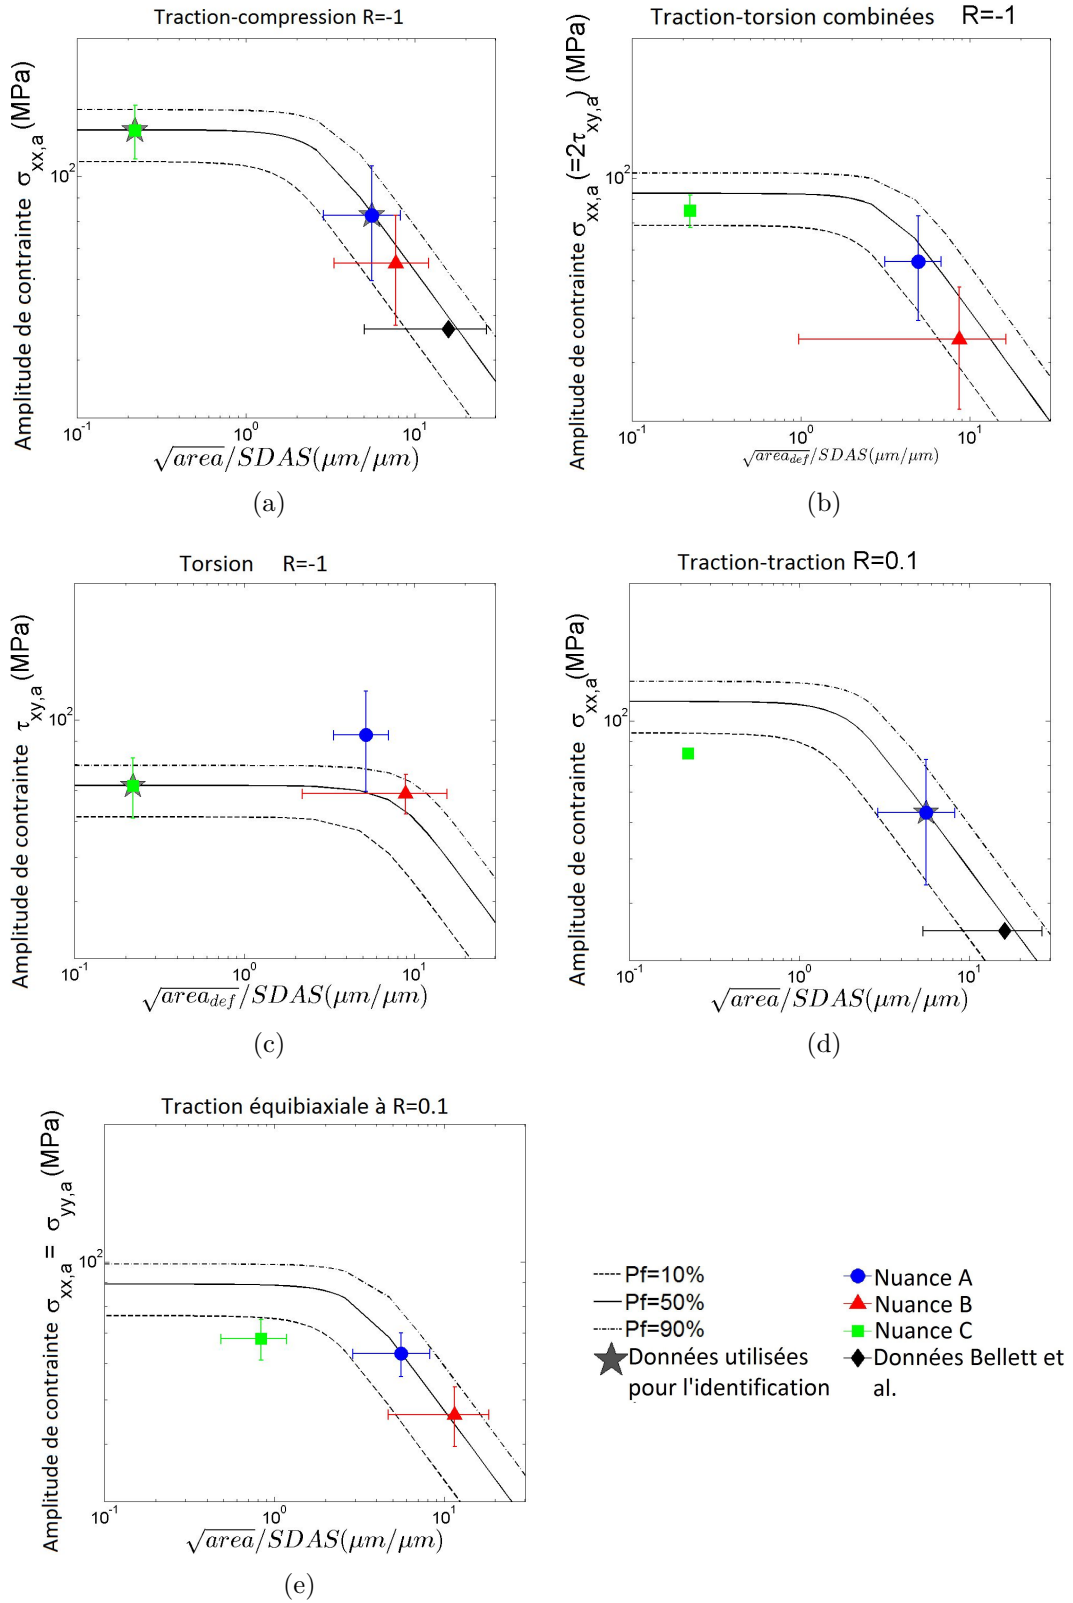 Traction-compression R=-1
Amplitude de contrainte σxx,a (MPa)
10²
10⁻¹ 10⁰ 10¹
√area/SDAS(μm/μm)
(a)
Traction-torsion combinées R=-1
Amplitude de contrainte σxx,a (=2τxy,a) (MPa)
10²
10⁻¹ 10⁰ 10¹
√area_def/SDAS(μm/μm)
(b)
Torsion R=-1
Amplitude de contrainte τxy,a (MPa)
10²
10⁻¹ 10⁰ 10¹
√area_def/SDAS(μm/μm)
(c)
Traction-traction R=0.1
Amplitude de contrainte σxx,a (MPa)
10²
10⁻¹ 10⁰ 10¹
√area/SDAS(μm/μm)
(d)
Traction équibiaxiale à R=0.1
Amplitude de contrainte σxx,a = σyy,a (MPa)
10²
10⁻¹ 10⁰ 10¹
√area/SDAS(μm/μm)
(e)
Pf=10%
Pf=50%
Pf=90%
Données utilisées
pour l'identification
Nuance A
Nuance B
Nuance C
Données Bellett et
al.